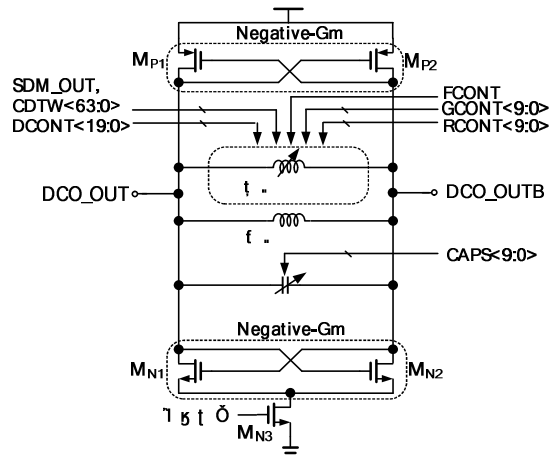 Negative-Gm
MP1
MP2
SDM_OUT,
CDTW<63:0>
DCONT<19:0>
FCONT
GCONT<9:0>
RCONT<9:0>
DCO_OUT
DCO_OUTB
CAPS<9:0>
Negative-Gm
MN1
MN2
MN3